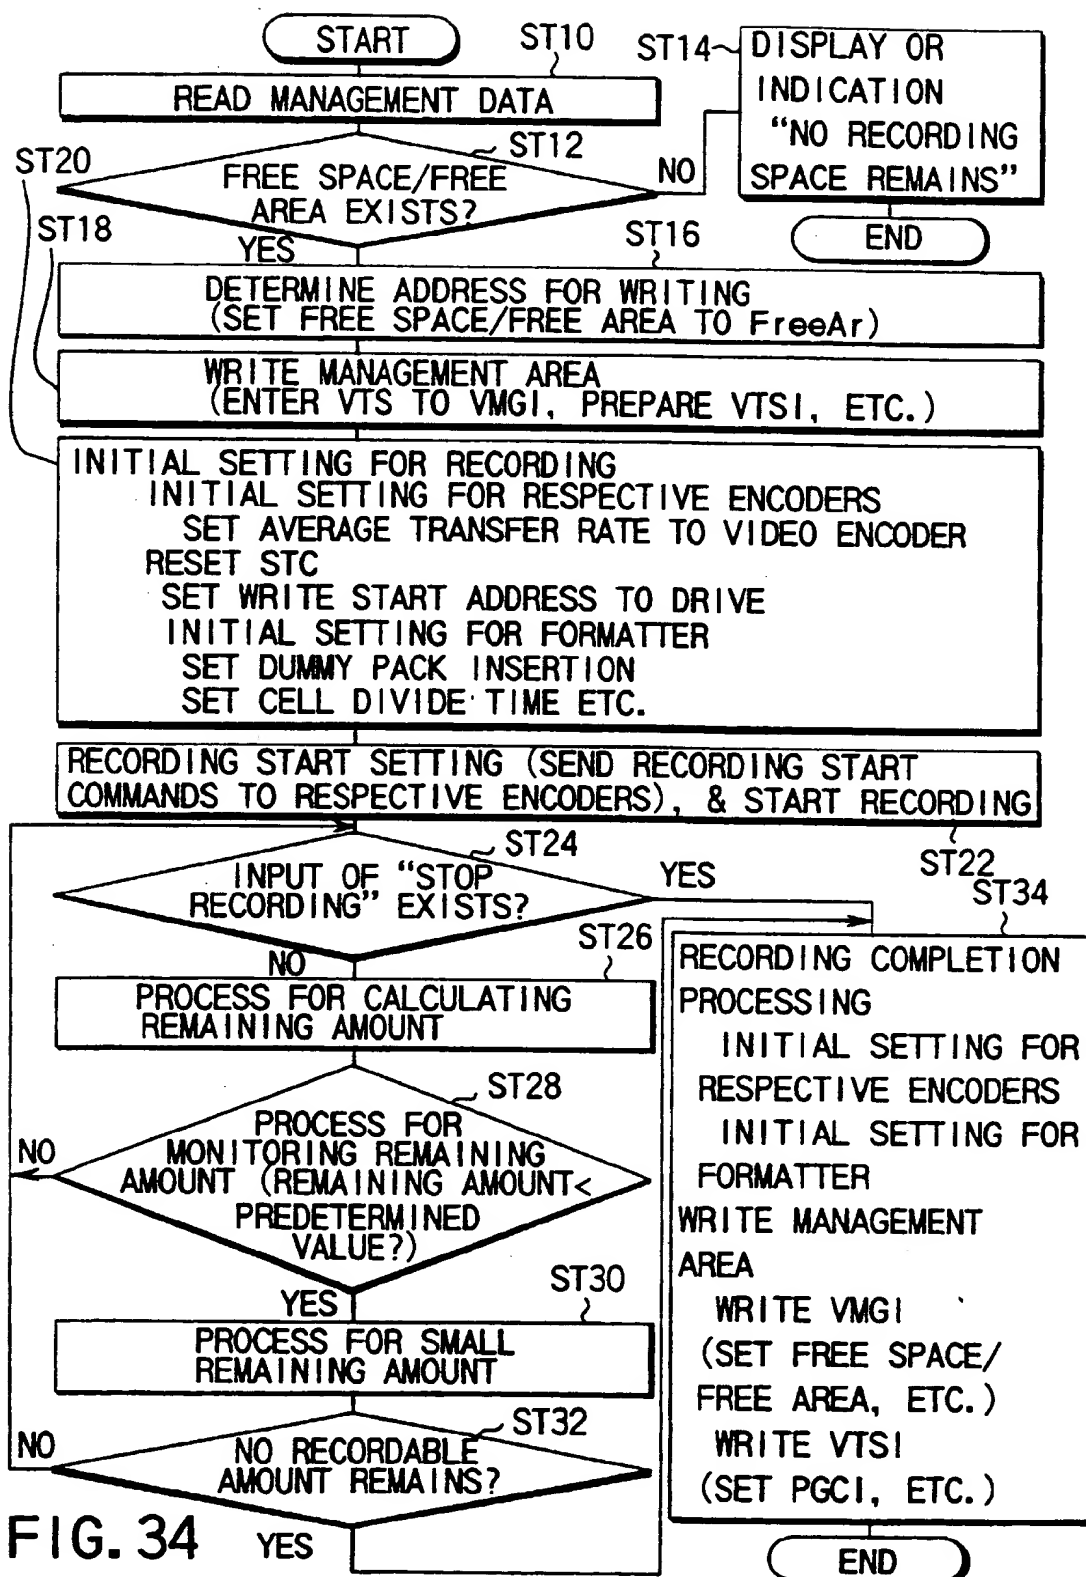 START
ST10
READ MANAGEMENT DATA
ST14
DISPLAY OR
INDICATION
“NO RECORDING
SPACE REMAINS”
END
ST12
FREE SPACE/FREE
AREA EXISTS?
NO
YES
ST20
ST18
ST16
DETERMINE ADDRESS FOR WRITING
(SET FREE SPACE/FREE AREA TO FreeAr)
WRITE MANAGEMENT AREA
(ENTER VTS TO VMGI, PREPARE VTSI, ETC.)
INITIAL SETTING FOR RECORDING
INITIAL SETTING FOR RESPECTIVE ENCODERS
SET AVERAGE TRANSFER RATE TO VIDEO ENCODER
RESET STC
SET WRITE START ADDRESS TO DRIVE
INITIAL SETTING FOR FORMATTER
SET DUMMY PACK INSERTION
SET CELL DIVIDE TIME ETC.
RECORDING START SETTING (SEND RECORDING START
COMMANDS TO RESPECTIVE ENCODERS), & START RECORDING
ST22
ST24
INPUT OF “STOP
RECORDING” EXISTS?
YES
NO
ST26
PROCESS FOR CALCULATING
REMAINING AMOUNT
ST28
PROCESS FOR
MONITORING REMAINING
AMOUNT (REMAINING AMOUNT<
PREDETERMINED
VALUE?)
NO
YES
ST30
PROCESS FOR SMALL
REMAINING AMOUNT
ST32
NO RECORDABLE
AMOUNT REMAINS?
NO
YES
ST34
RECORDING COMPLETION
PROCESSING
INITIAL SETTING FOR
RESPECTIVE ENCODERS
INITIAL SETTING FOR
FORMATTER
WRITE MANAGEMENT
AREA
WRITE VMGI
(SET FREE SPACE/
FREE AREA, ETC.)
WRITE VTSI
(SET PGCI, ETC.)
END
FIG. 34